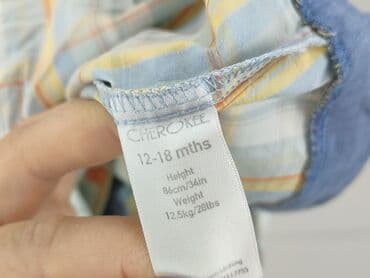 CHEROKEE
12-18 mths
Height
86cm/34in
Weight
12.5kg/28lbs